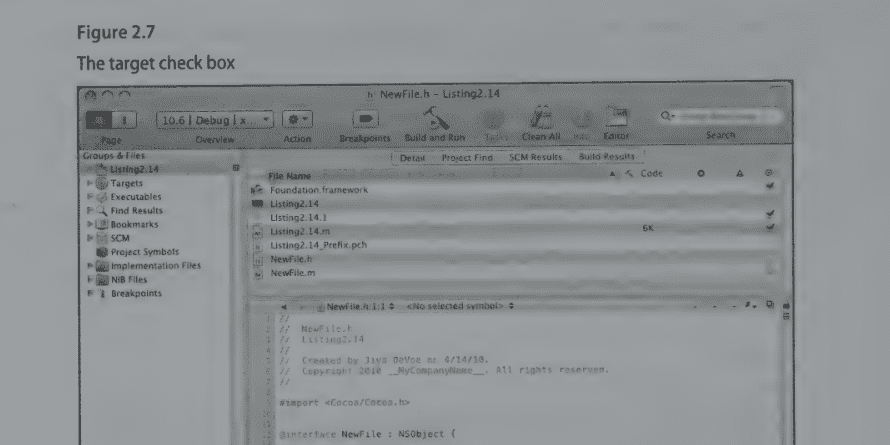 Figure 2.7
The target check box
NewFile.h - Listing2.14
10.6 | Debug | x...
Page Overview Action Breakpoints Build and Run Tasks Clean All Info Editor Search
Groups & Files
Listing2.14
Targets
Executables
Find Results
Bookmarks
SCM
Project Symbols
Implementation Files
NIB Files
Breakpoints
Detail Project Find SCM Results Build Results
File Name Code
Foundation.framework
Listing2.14
Listing2.14.1
Listing2.14.m 6K
Listing2.14_Prefix.pch
NewFile.h
NewFile.m
NewFile.h:1:1 <No selected symbol>
//
// NewFile.h
// Listing2.14
//
// Created by Jiva DeVoe on 4/14/10.
// Copyright 2010 __MyCompanyName__. All rights reserved.
//
#import <Cocoa/Cocoa.h>
@interface NewFile : NSObject {